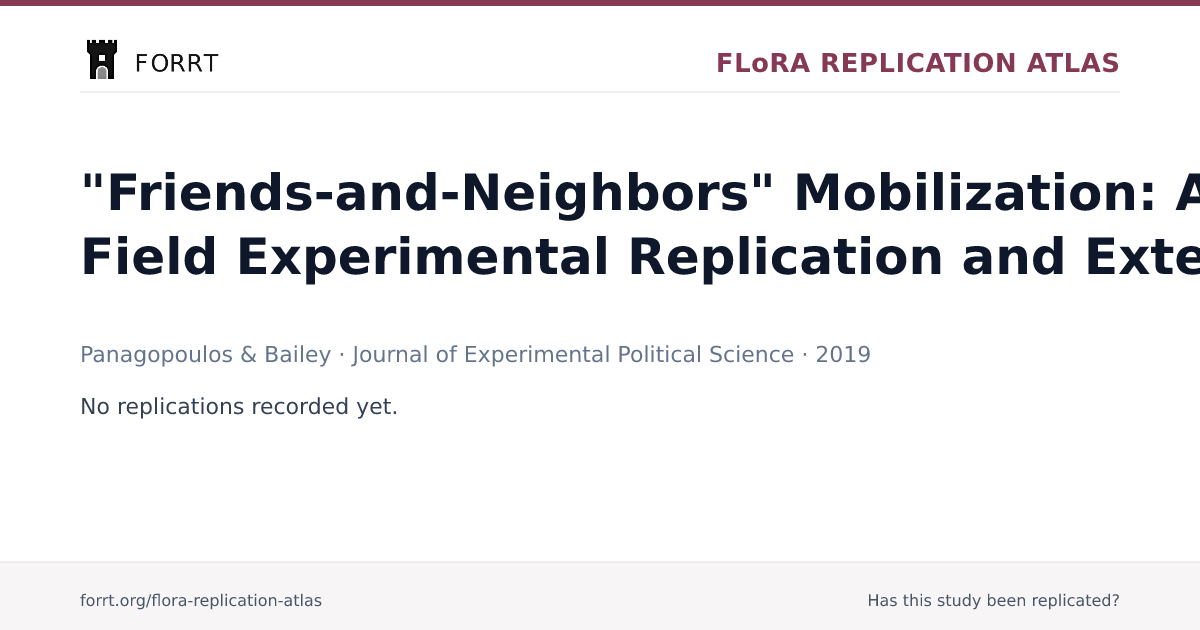 FORRT
FLoRA REPLICATION ATLAS
"Friends-and-Neighbors" Mobilization: A
Field Experimental Replication and Exte
Panagopoulos & Bailey · Journal of Experimental Political Science · 2019
No replications recorded yet.
forrt.org/flora-replication-atlas
Has this study been replicated?